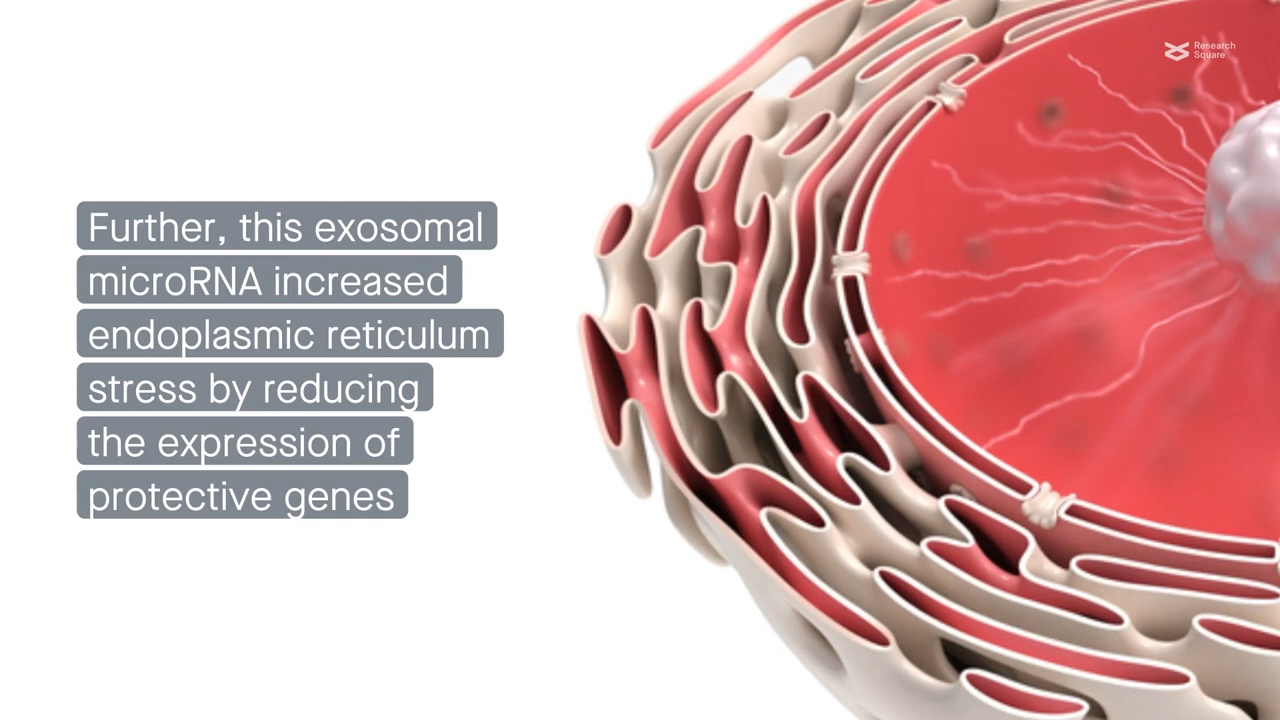 Further, this exosomal
microRNA increased
endoplasmic reticulum
stress by reducing
the expression of
protective genes
Research
Square